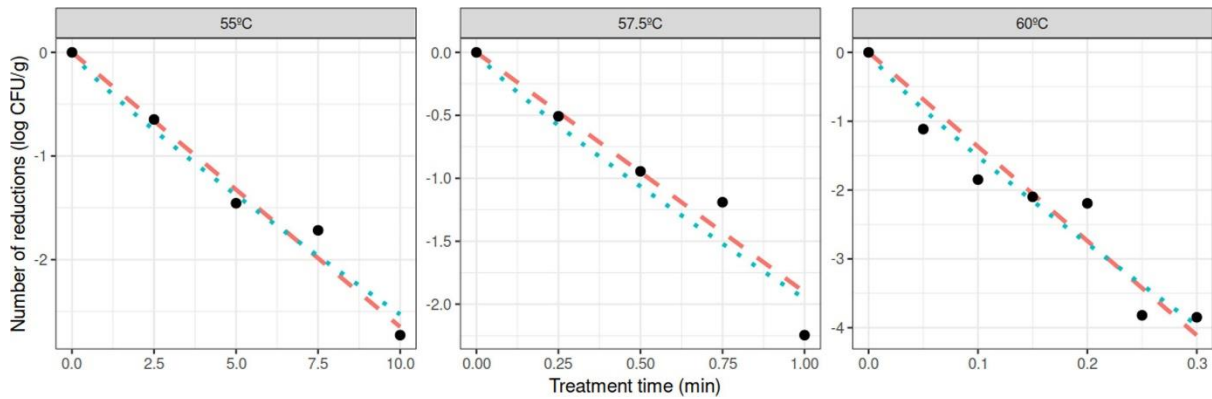 55ºC
57.5ºC
60ºC
Number of reductions (log CFU/g)
0
-1
-2
0.0
-0.5
-1.0
-1.5
-2.0
0
-1
-2
-3
-4
0.0 2.5 5.0 7.5 10.0
0.00 0.25 0.50 0.75 1.00
0.0 0.1 0.2 0.3
Treatment time (min)